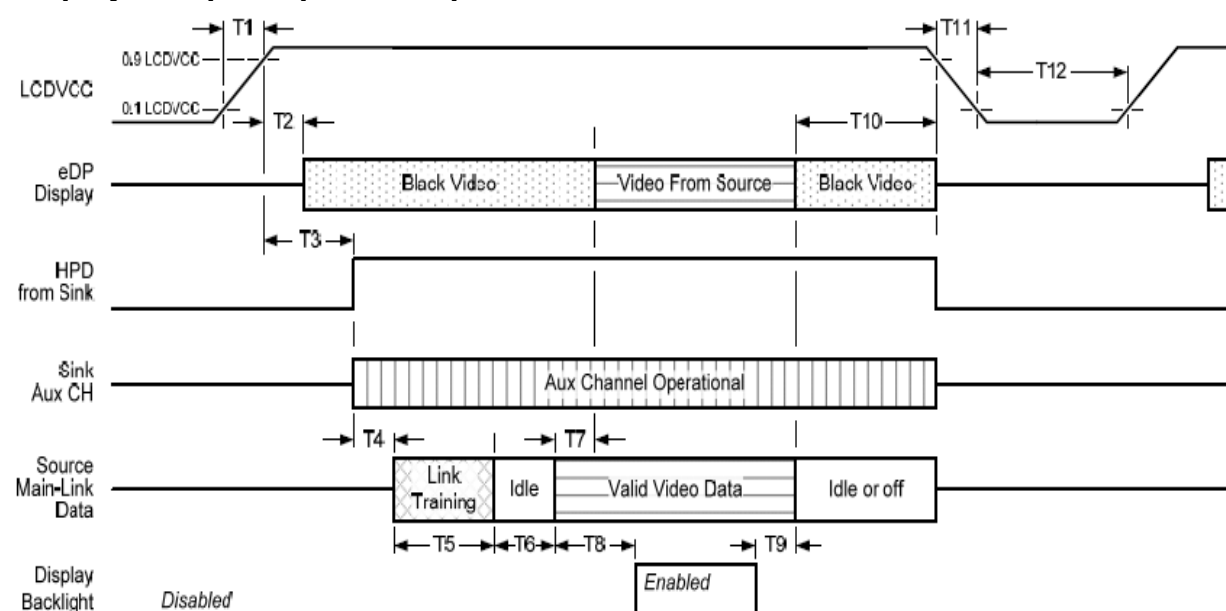 T1
T11
0.9 LCDVCC
LCDVCC
T12
0.1 LCDVCC
T2
T10
eDP
Display
Black Video
Video From Source
Black Video
T3
HPD
from Sink
Sink
Aux CH
Aux Channel Operational
T4
T7
Source
Main-Link
Data
Link
Training
Idle
Valid Video Data
Idle or off
T5
T6
T8
T9
Display
Backlight
Disabled
Enabled